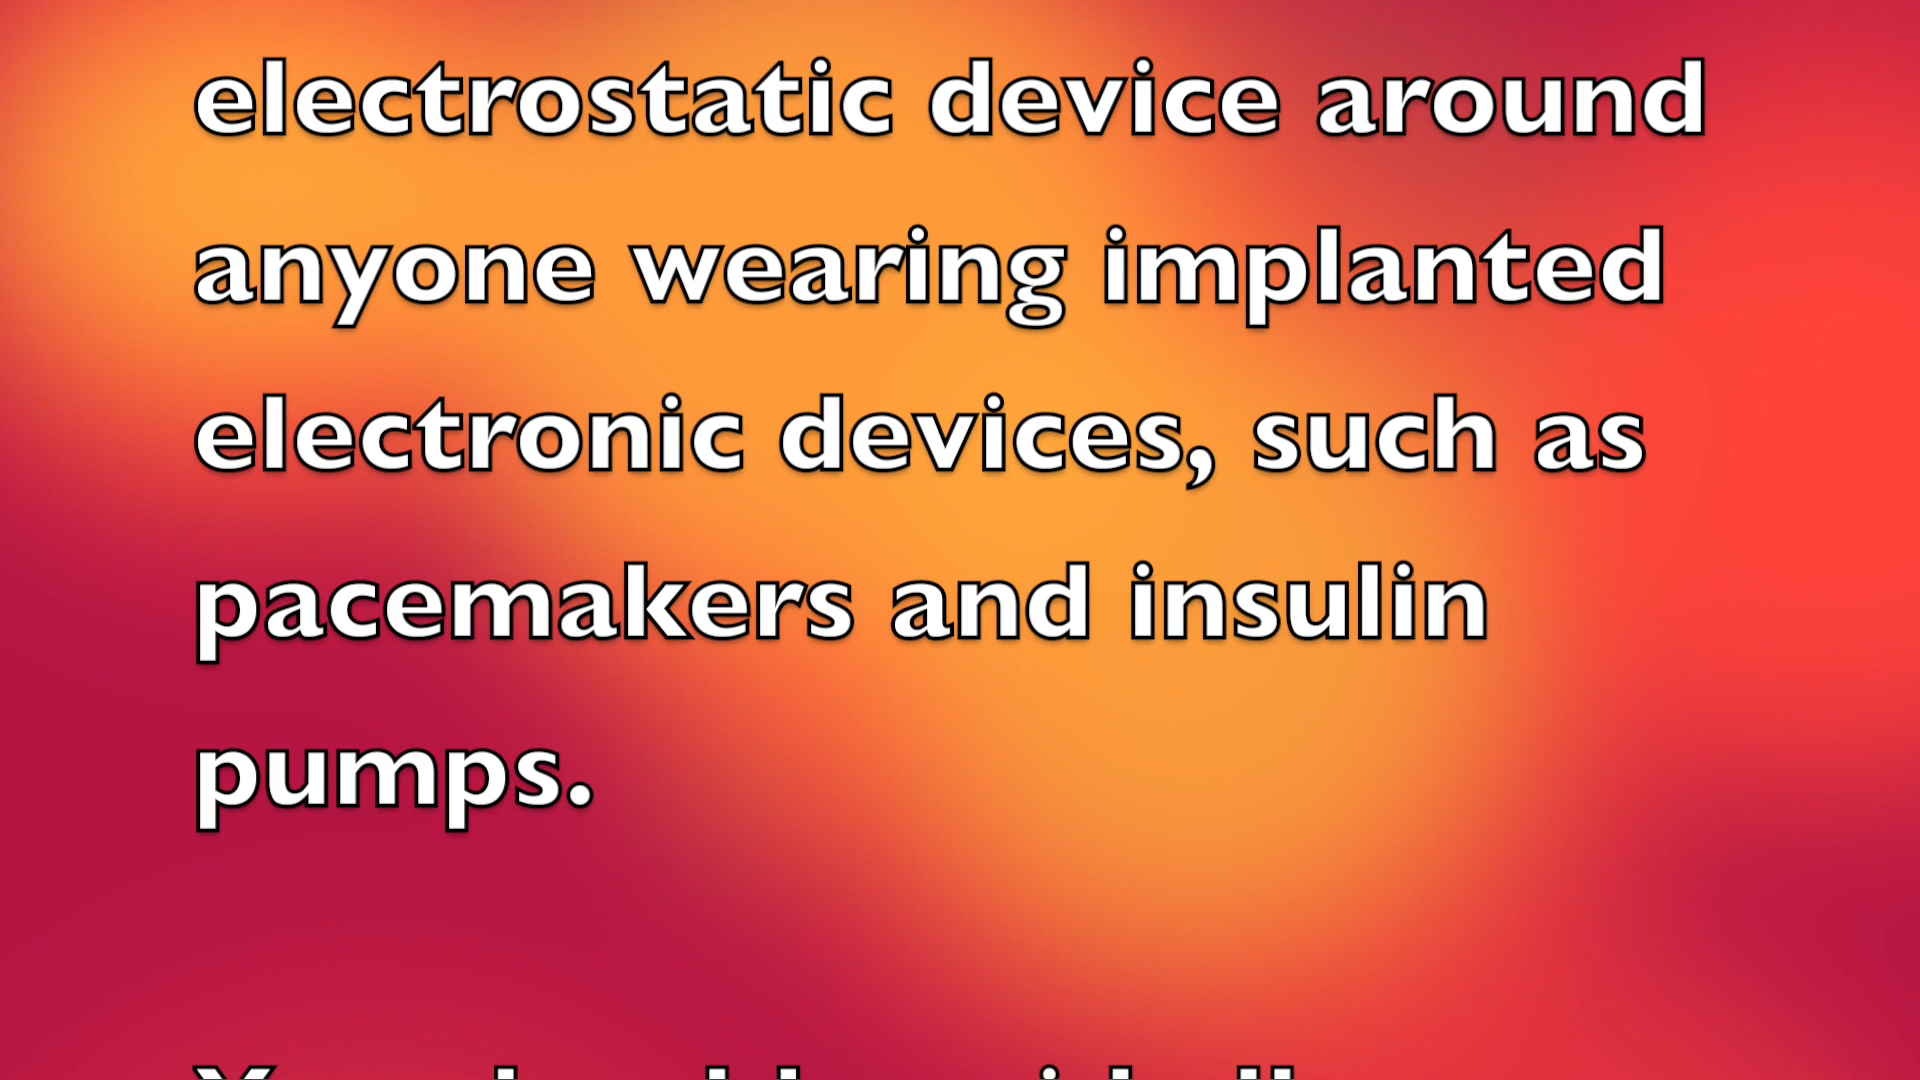 electrostatic device around
anyone wearing implanted
electronic devices, such as
pacemakers and insulin
pumps.